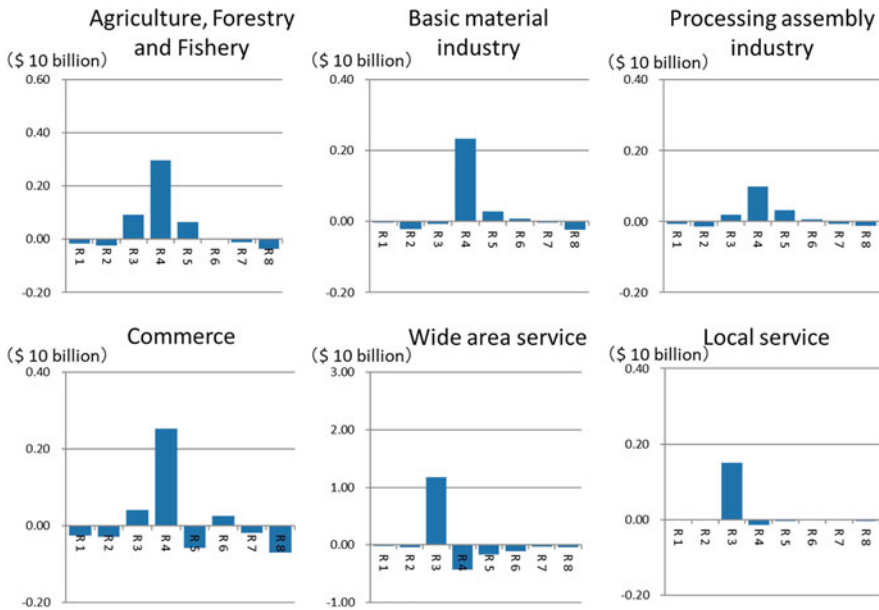 Agriculture, Forestry
and Fishery
($ 10 billion)
0.60
0.40
0.20
0.00
-0.20
R1
R2
R3
R4
R5
R6
R7
R8
Basic material
industry
($ 10 billion)
0.40
0.20
0.00
-0.20
R1
R2
R3
R4
R5
R6
R7
R8
Processing assembly
industry
($ 10 billion)
0.40
0.20
0.00
-0.20
R1
R2
R3
R4
R5
R6
R7
R8
Commerce
($ 10 billion)
0.40
0.20
0.00
-0.20
R1
R2
R3
R4
R5
R6
R7
R8
Wide area service
($ 10 billion)
3.00
1.00
-1.00
R1
R2
R3
R4
R5
R6
R7
R8
Local service
($ 10 billion)
0.40
0.20
0.00
-0.20
R1
R2
R3
R4
R5
R6
R7
R8